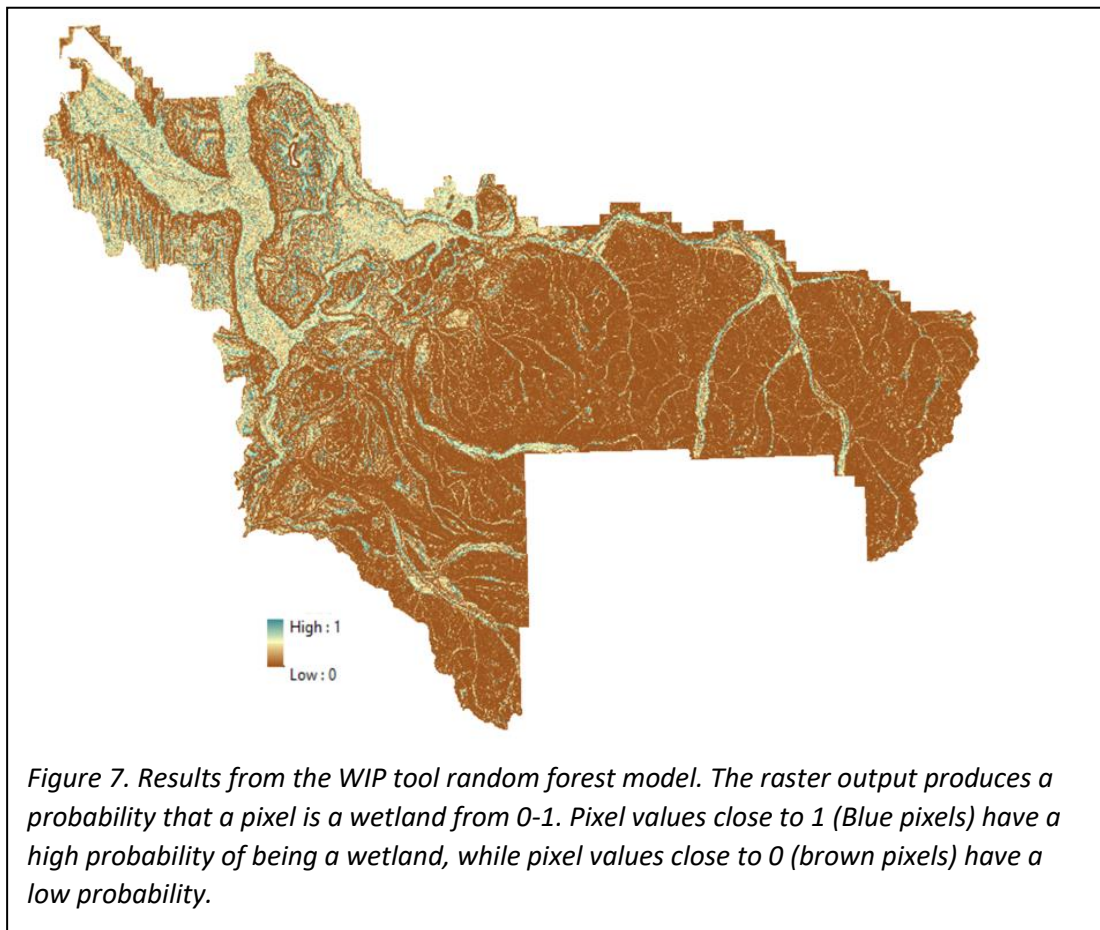 High : 1
Low : 0
Figure 7. Results from the WIP tool random forest model. The raster output produces a
probability that a pixel is a wetland from 0-1. Pixel values close to 1 (Blue pixels) have a
high probability of being a wetland, while pixel values close to 0 (brown pixels) have a
low probability.